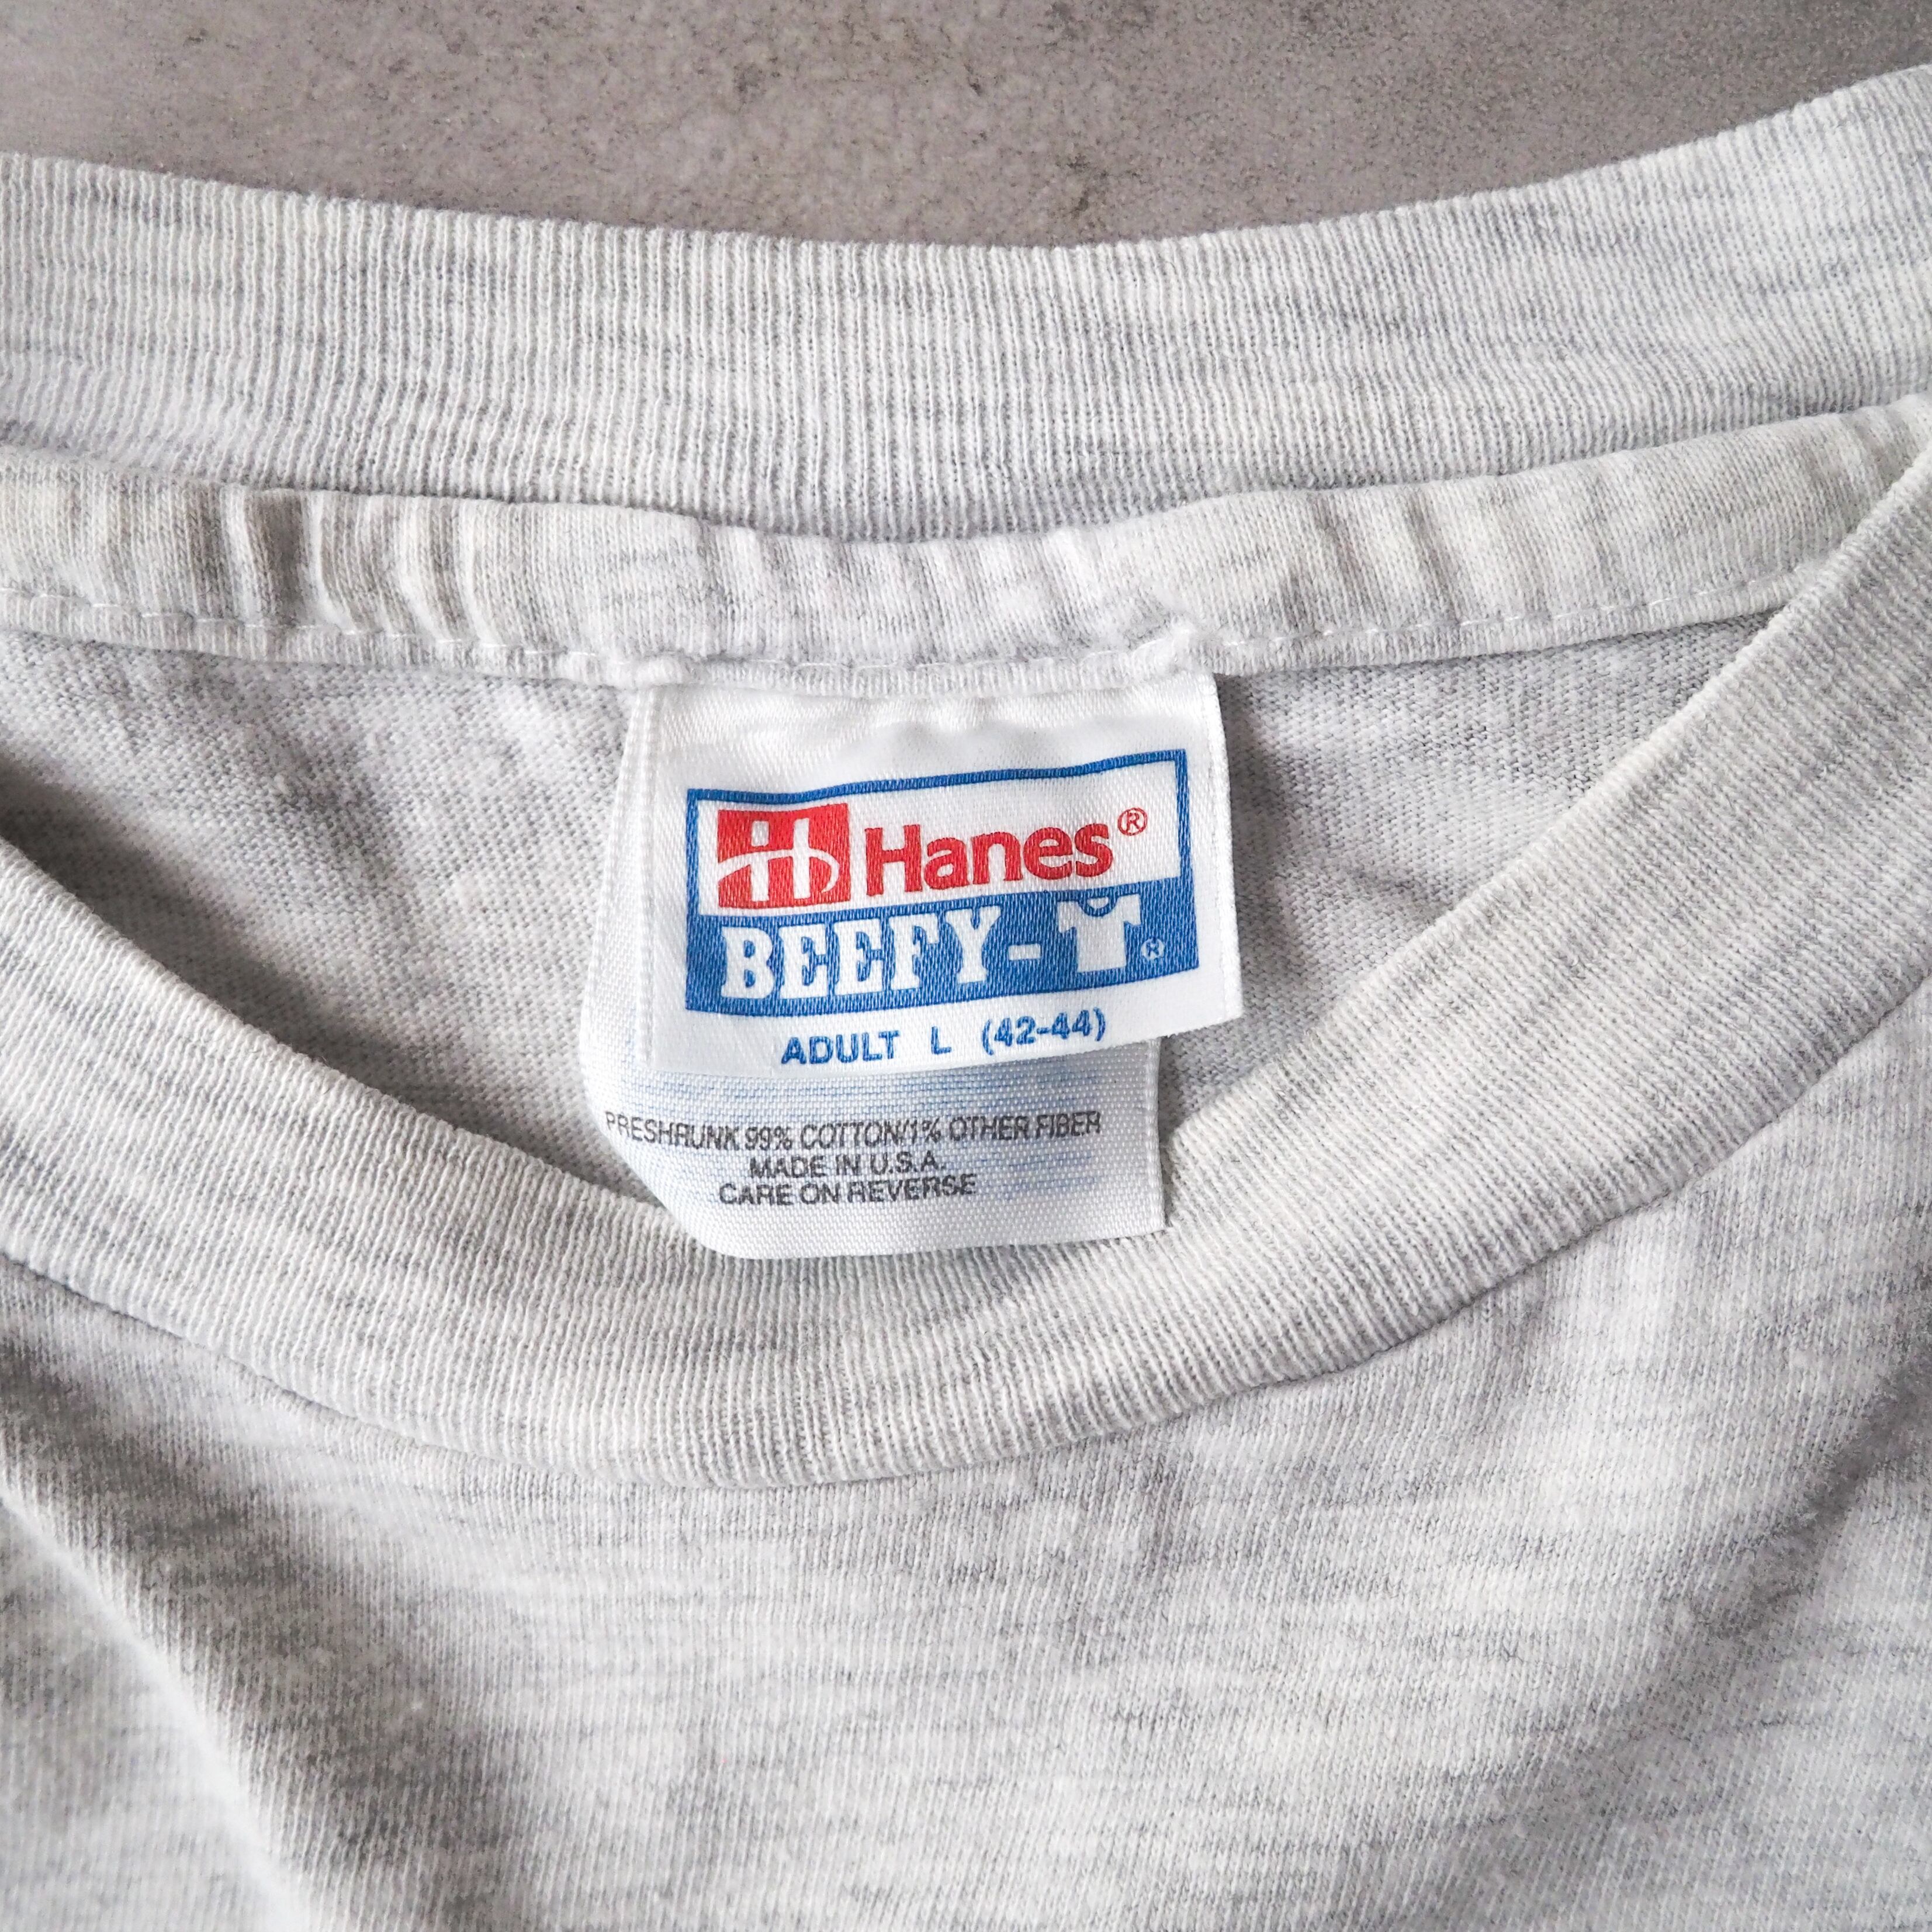 Hanes®
BEEFY-T®
ADULT L (42-44)
PRESHRUNK 99% COTTON/1% OTHER FIBER
MADE IN U.S.A.
CARE ON REVERSE